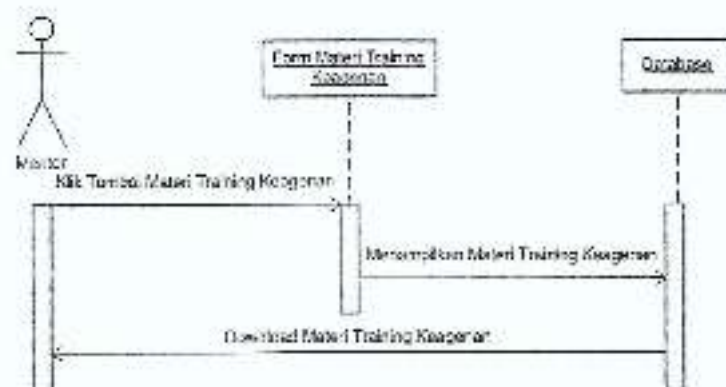 Form Materi Training
Keagenan
Database
Mentor
Klik Tombol Materi Training Keagenan
Menampilkan Materi Training Keagenan
Download Materi Training Keagenan